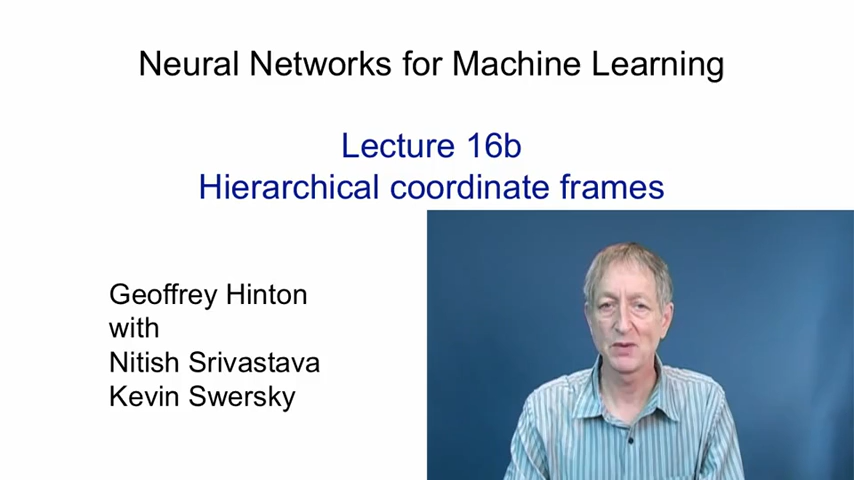 Neural Networks for Machine Learning
Lecture 16b
Hierarchical coordinate frames
Geoffrey Hinton
with
Nitish Srivastava
Kevin Swersky